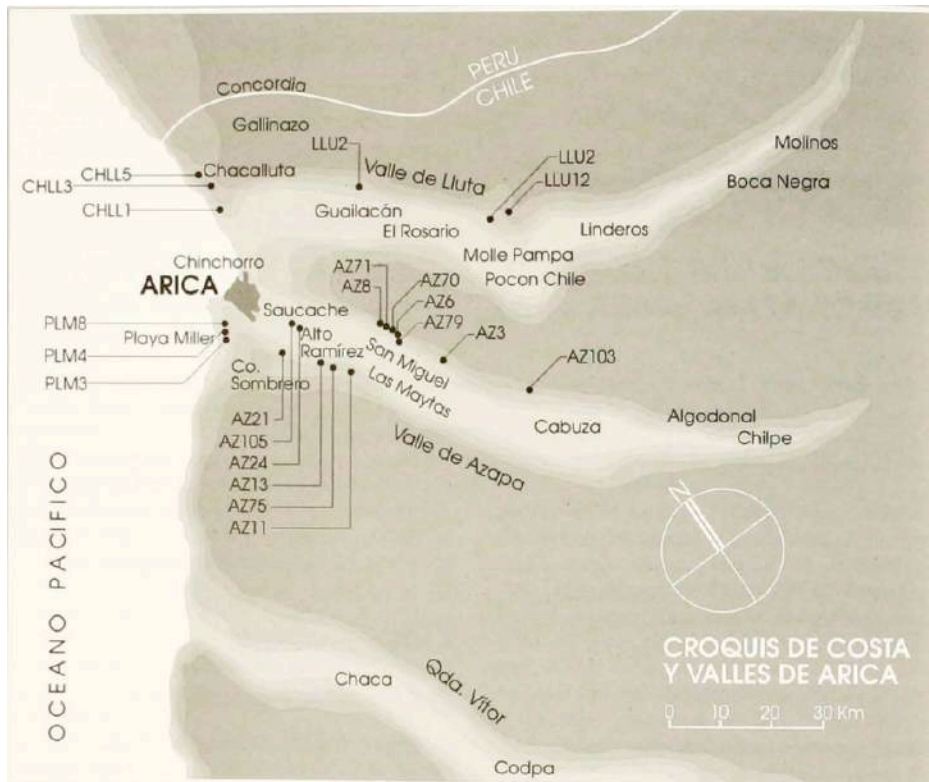 PERU
CHILE
Concordia
Gallinazo
LLU2
Valle de Lluta
LLU2
LLU12
Molinos
Boca Negra
CHLL5
Chacalluta
CHLL3
CHLL1
Guailacán
El Rosario
Linderos
Molle Pampa
Pocon Chile
Chinchorro
ARICA
AZ71
AZ8
AZ70
AZ6
AZ79
AZ3
AZ103
Saucache
PLM8
Playa Miller
PLM4
PLM3
Alto
Ramírez
San Miguel
Las Maytas
Co.
Sombrero
AZ21
AZ105
AZ24
AZ13
AZ75
AZ11
Cabuza
Algodonal
Chilpe
Valle de Azapa
OCEANO PACIFICO
N
CROQUIS DE COSTA
Y VALLES DE ARICA
0 10 20 30 Km
Chaca
Qda. Vítor
Codpa